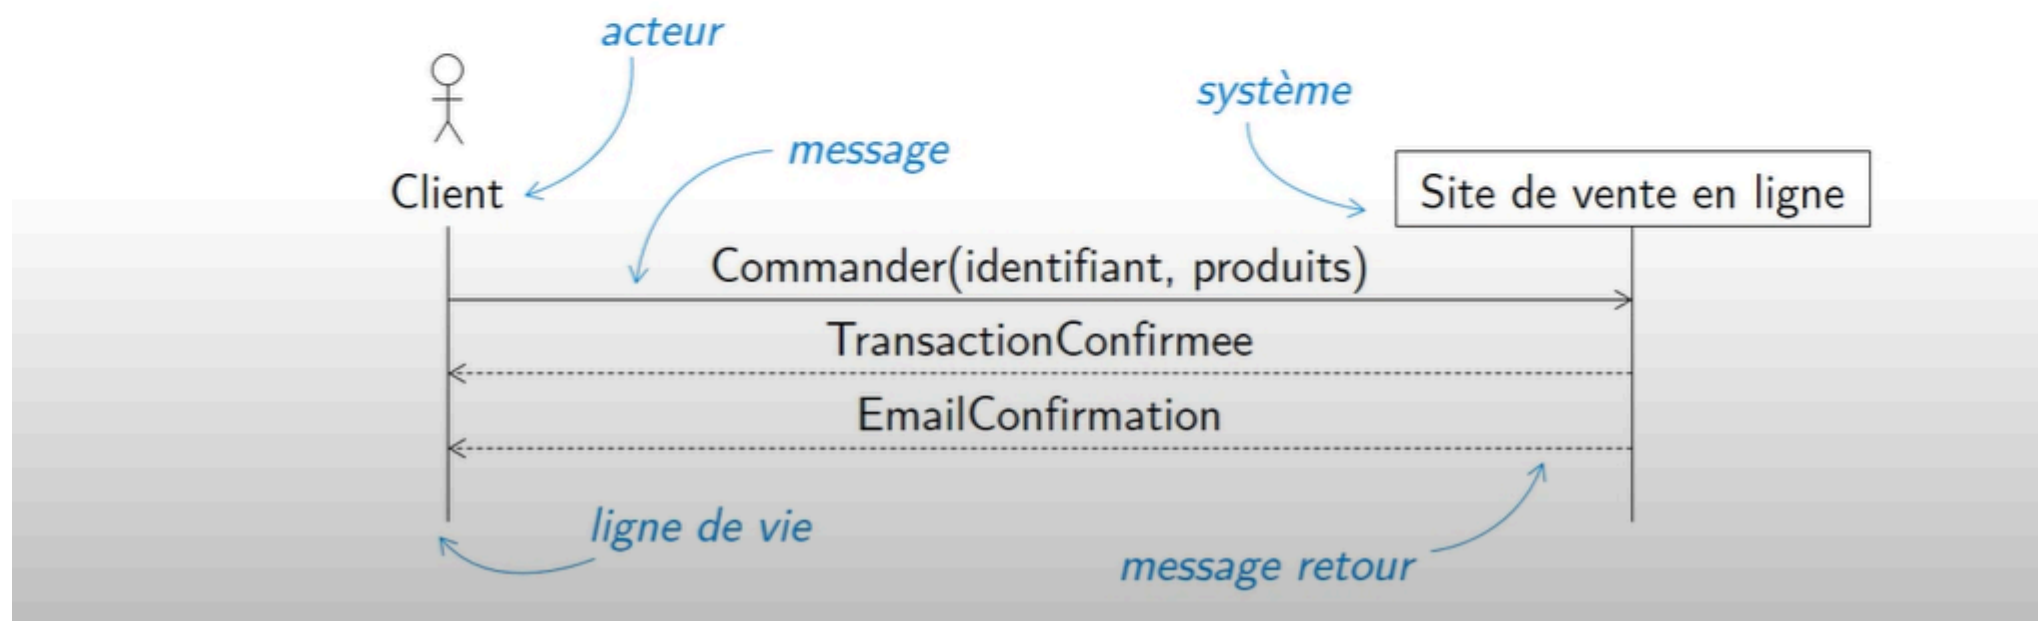 acteur
système
message
Client
Site de vente en ligne
Commander(identifiant, produits)
TransactionConfirmee
EmailConfirmation
ligne de vie
message retour